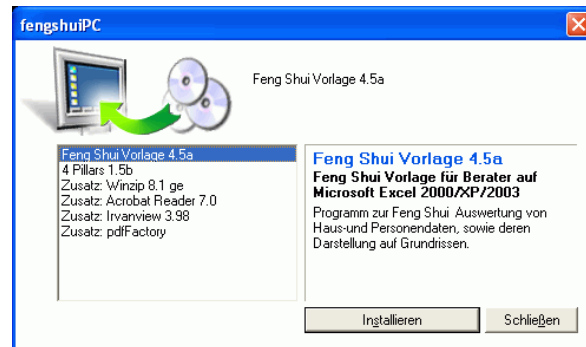 fengshuiPC
Feng Shui Vorlage 4.5a
Feng Shui Vorlage 4.5a
4 Pillars 1.5b
Zusatz: Winzip 8.1 ge
Zusatz: Acrobat Reader 7.0
Zusatz: Irvanview 3.98
Zusatz: pdfFactory
Feng Shui Vorlage 4.5a
Feng Shui Vorlage für Berater auf
Microsoft Excel 2000/XP/2003
Programm zur Feng Shui Auswertung von
Haus-und Personendaten, sowie deren
Darstellung auf Grundrissen.
Installieren
Schließen